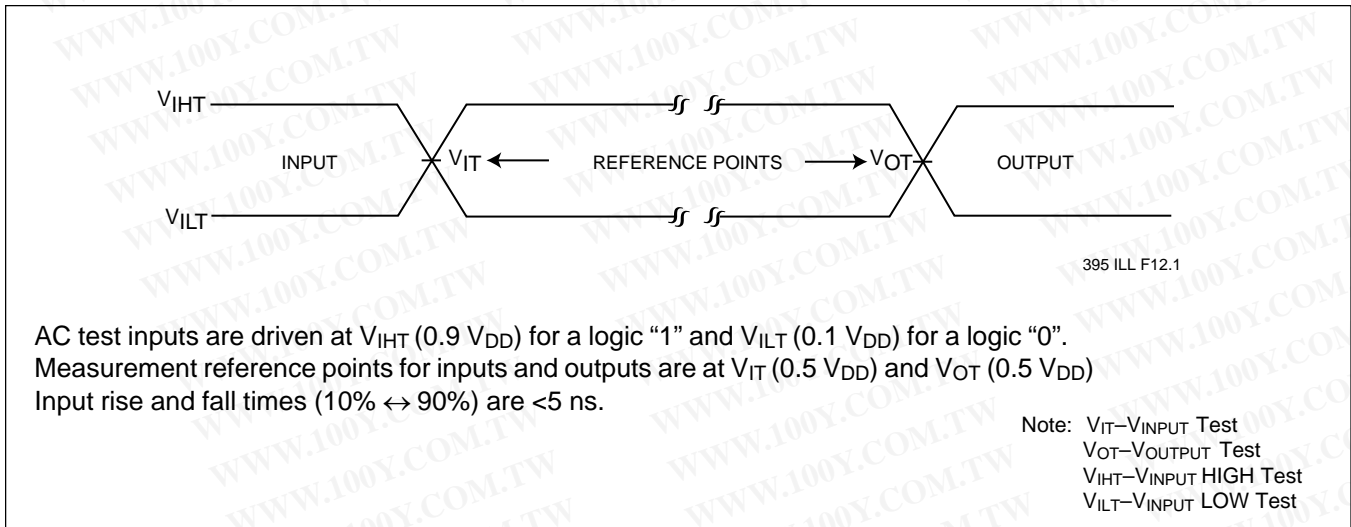 VIHT
INPUT VIT REFERENCE POINTS VOT OUTPUT
VILT
395 ILL F12.1
AC test inputs are driven at VIHT (0.9 VDD) for a logic “1” and VILT (0.1 VDD) for a logic “0”.
Measurement reference points for inputs and outputs are at VIT (0.5 VDD) and VOT (0.5 VDD)
Input rise and fall times (10% ↔ 90%) are <5 ns.
Note: VIT–VINPUT Test
VOT–VOUTPUT Test
VIHT–VINPUT HIGH Test
VILT–VINPUT LOW Test
WWW.100Y.COM.TW